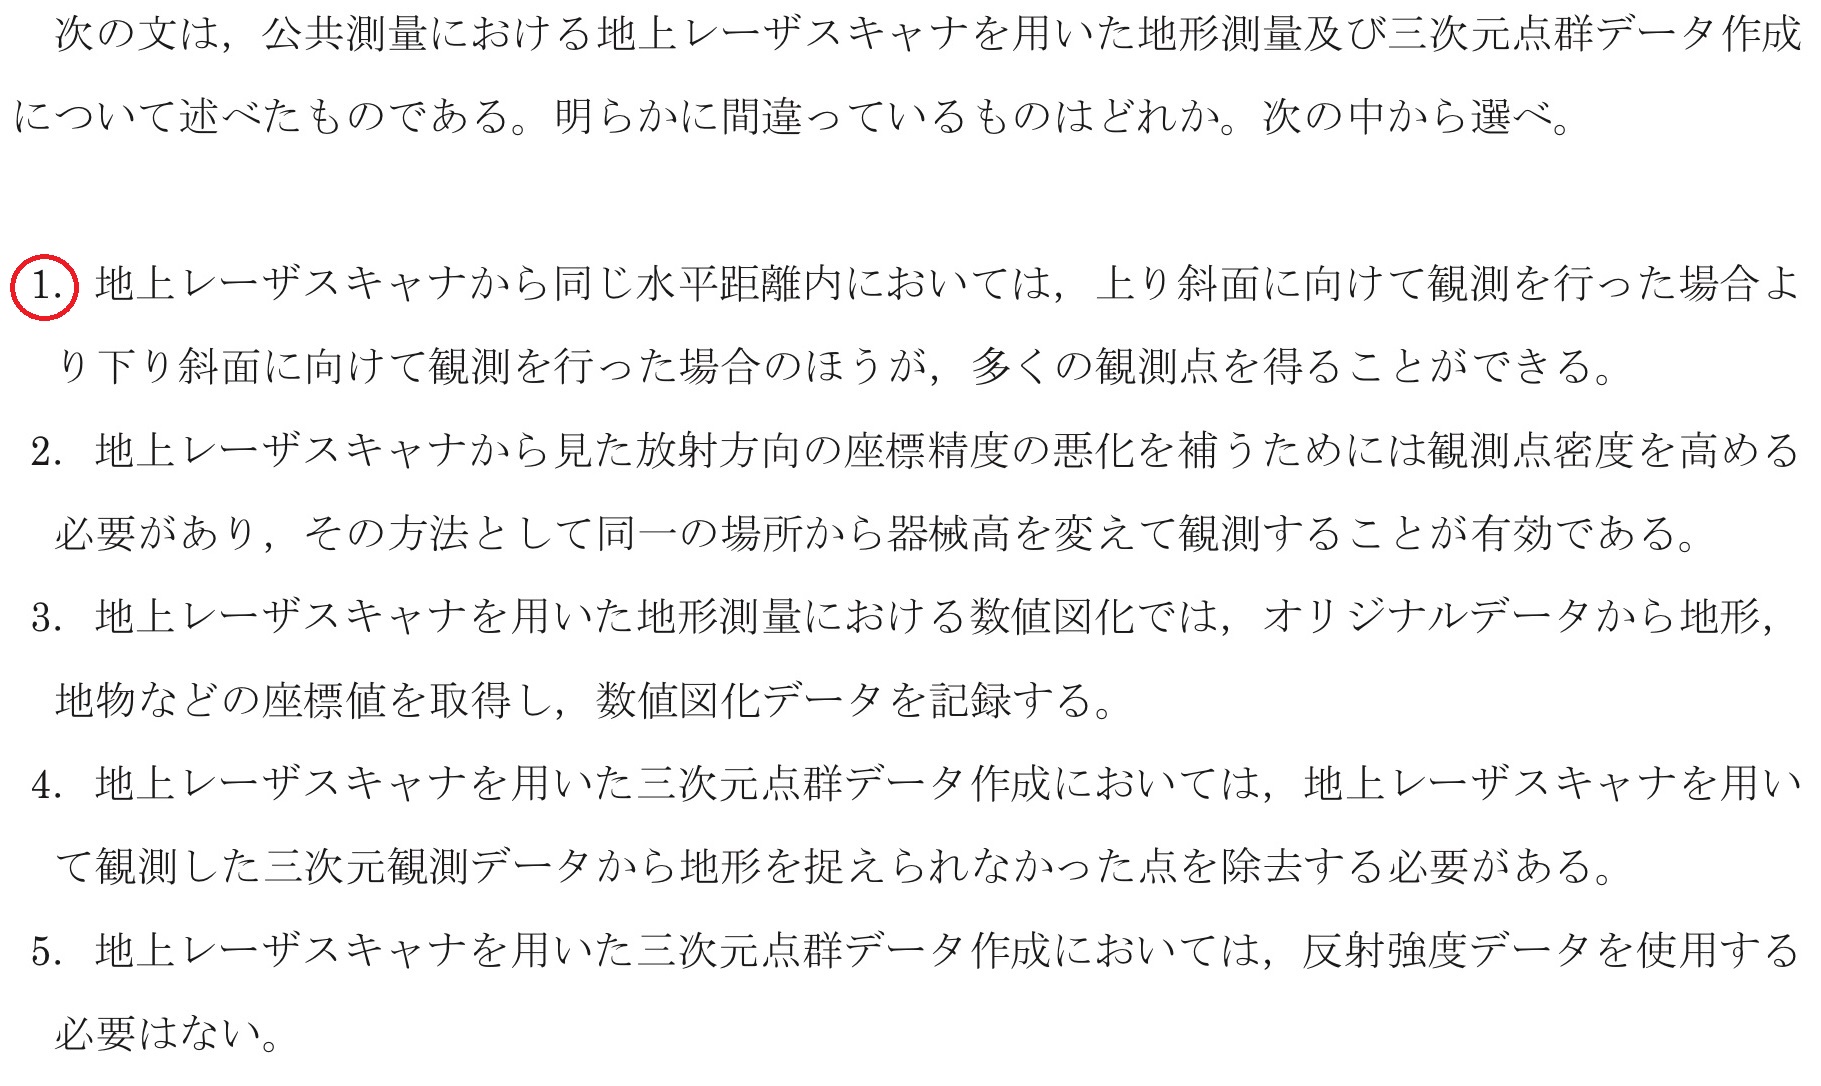 次の文は，公共測量における地上レーザスキャナを用いた地形測量及び三次元点群データ作成
について述べたものである。明らかに間違っているものはどれか。次の中から選べ。
1. 地上レーザスキャナから同じ水平距離内においては，上り斜面に向けて観測を行った場合よ
り下り斜面に向けて観測を行った場合のほうが，多くの観測点を得ることができる。
2. 地上レーザスキャナから見た放射方向の座標精度の悪化を補うためには観測点密度を高める
必要があり，その方法として同一の場所から器械高を変えて観測することが有効である。
3. 地上レーザスキャナを用いた地形測量における数値図化では，オリジナルデータから地形，
地物などの座標値を取得し，数値図化データを記録する。
4. 地上レーザスキャナを用いた三次元点群データ作成においては，地上レーザスキャナを用い
て観測した三次元観測データから地形を捉えられなかった点を除去する必要がある。
5. 地上レーザスキャナを用いた三次元点群データ作成においては，反射強度データを使用する
必要はない。